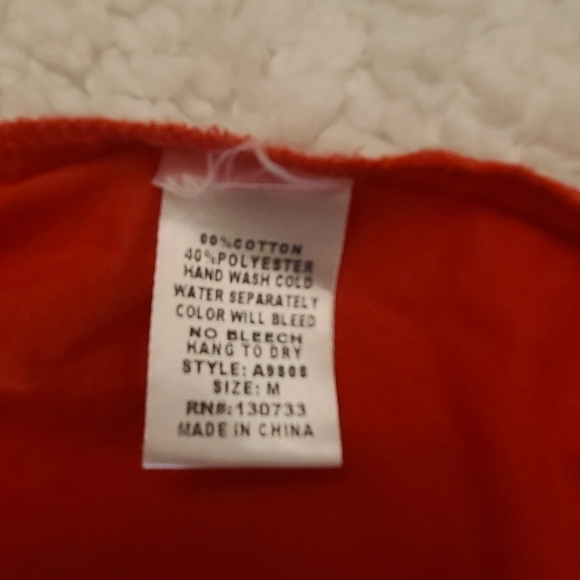 60%COTTON
40%POLYESTER
HAND WASH COLD
WATER SEPARATELY
COLOR WILL BLEED
NO BLEECH
HANG TO DRY
STYLE: A9808
SIZE: M
RN#:130733
MADE IN CHINA